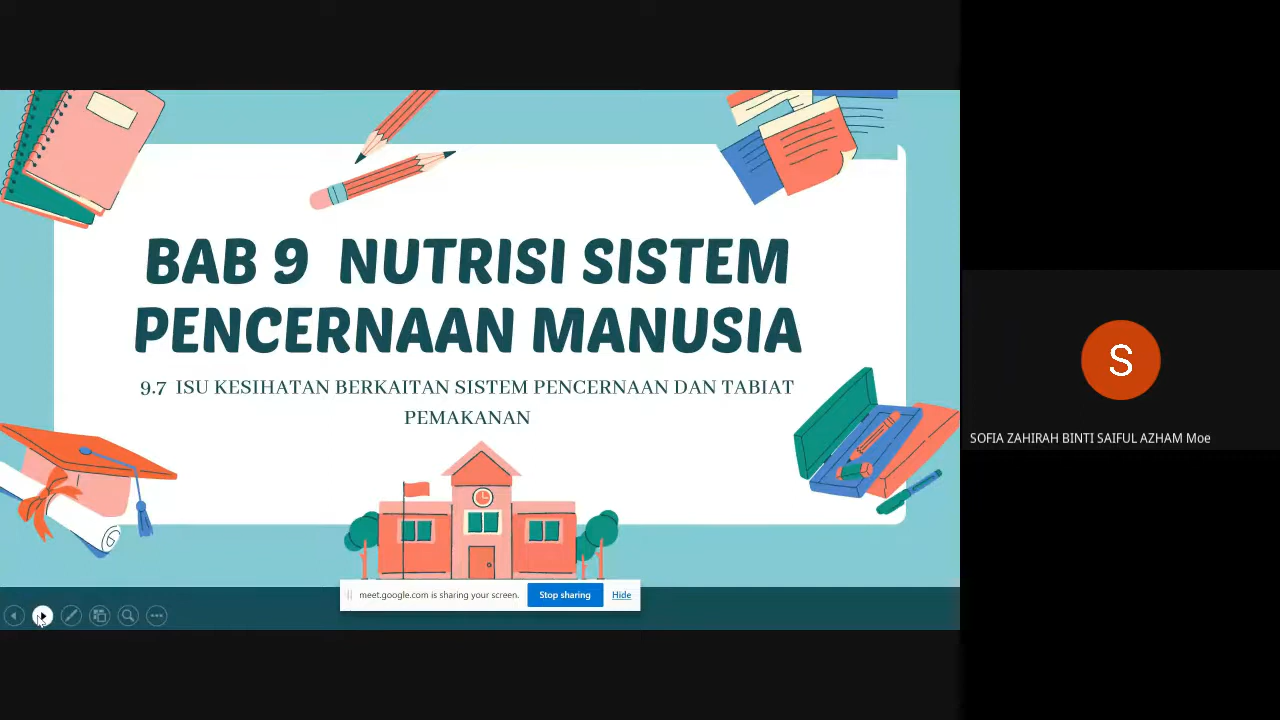 BAB 9 NUTRISI SISTEM
PENCERNAAN MANUSIA
9.7 ISU KESIHATAN BERKAITAN SISTEM PENCERNAAN DAN TABIAT
PEMAKANAN
meet.google.com is sharing your screen.
Stop sharing
Hide
S
SOFIA ZAHIRAH BINTI SAIFUL AZHAM Moe